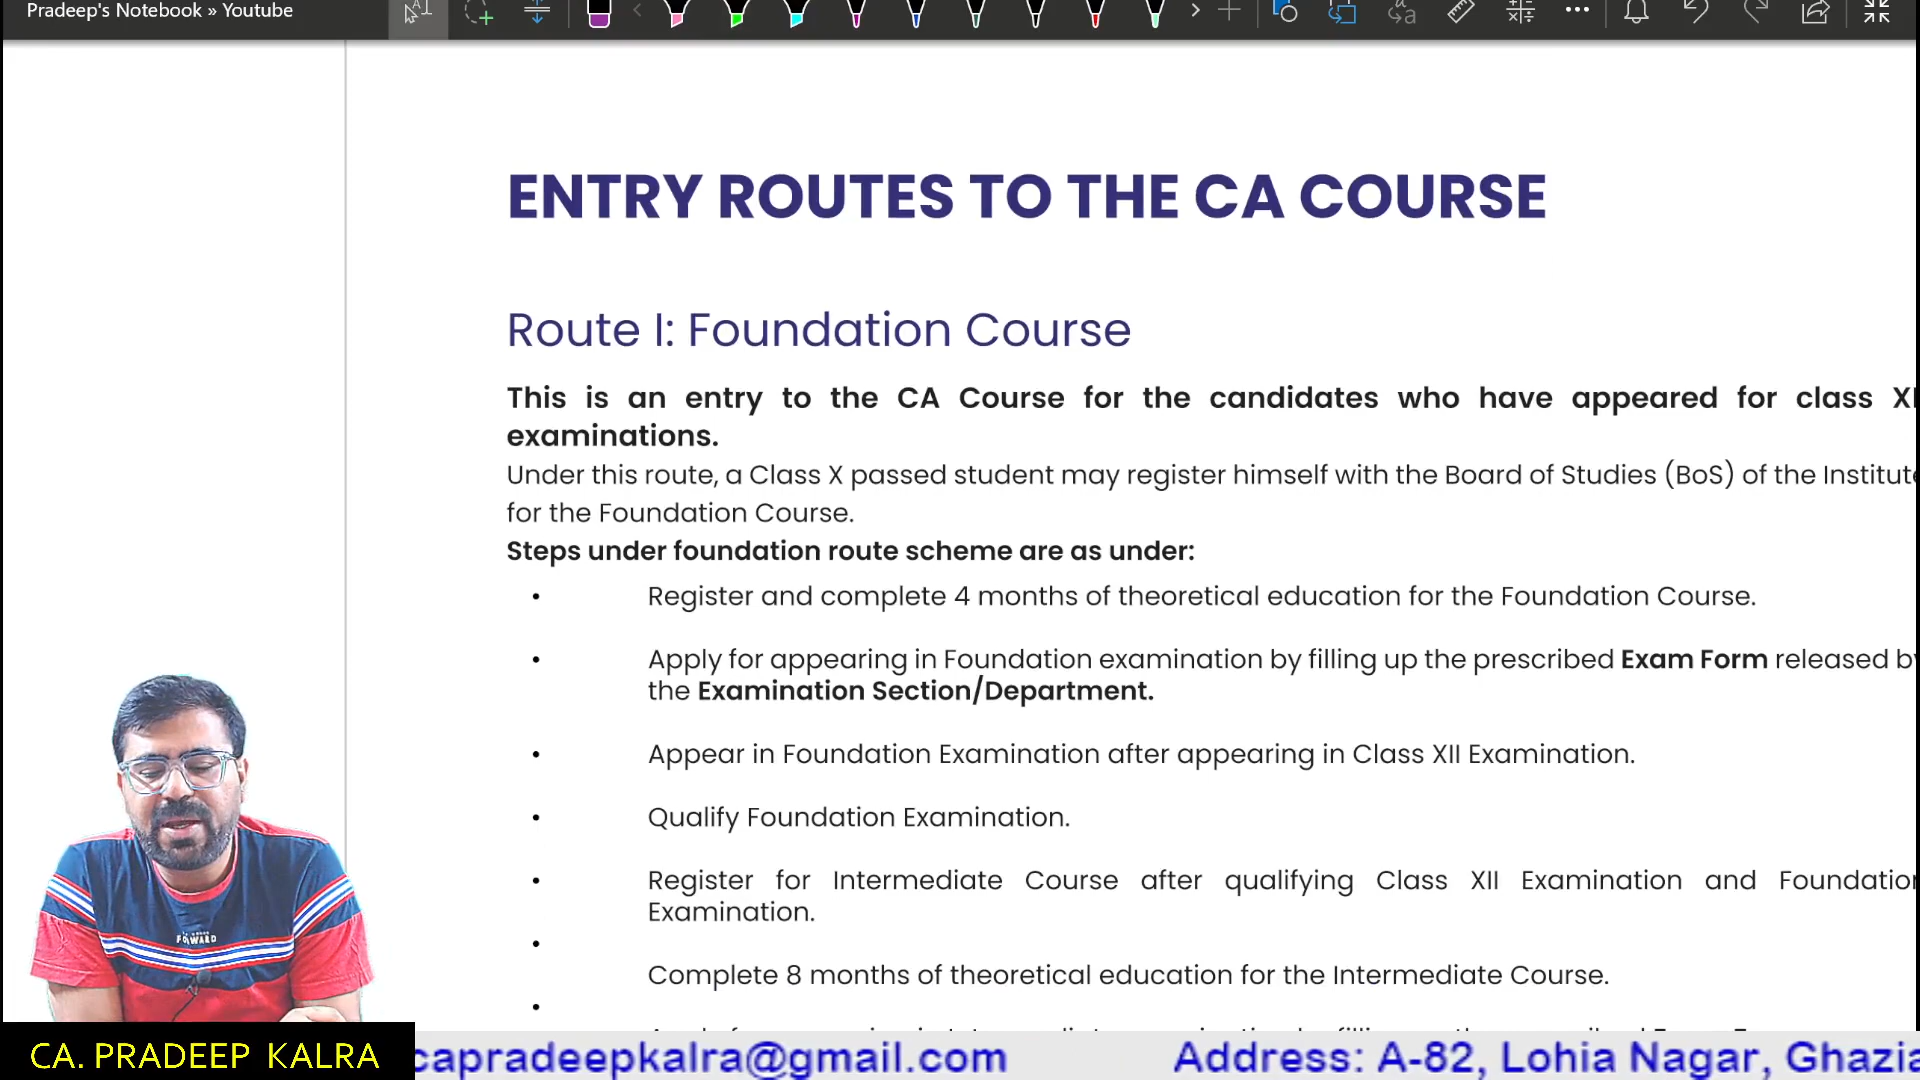 Pradeep's Notebook » Youtube
ENTRY ROUTES TO THE CA COURSE
Route I: Foundation Course
This is an entry to the CA Course for the candidates who have appeared for class
examinations.
Under this route, a Class X passed student may register himself with the Board of Studies (BoS) of the Institute
for the Foundation Course.
Steps under foundation route scheme are as under:
• Register and complete 4 months of theoretical education for the Foundation Course.
• Apply for appearing in Foundation examination by filling up the prescribed Exam Form released by
the Examination Section/Department.
• Appear in Foundation Examination after appearing in Class XII Examination.
• Qualify Foundation Examination.
• Register for Intermediate Course after qualifying Class XII Examination and Foundation
Examination.
•
Complete 8 months of theoretical education for the Intermediate Course.
•
FORWARD
CA. PRADEEP KALRA
capradeepkalra@gmail.com Address: A-82, Lohia Nagar,